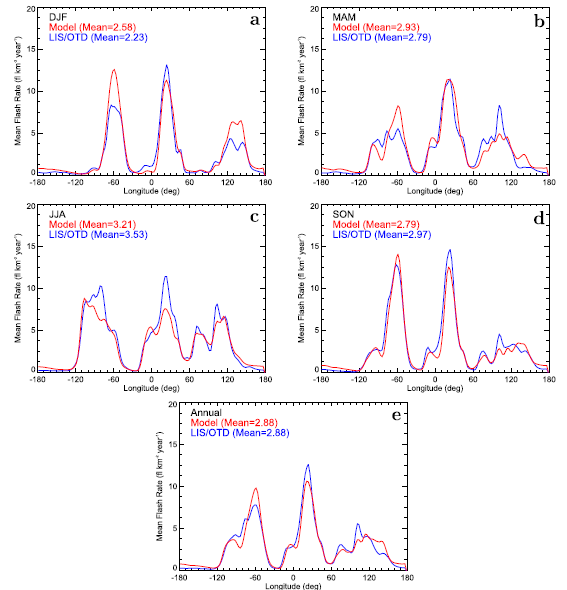 DJF
a
Model (Mean=2.58)
LIS/OTD (Mean=2.23)
Mean Flash Rate (fl km⁻² year⁻¹)
20
15
10
5
0
-180 -120 -60 0 60 120 180
Longitude (deg)
MAM
b
Model (Mean=2.93)
LIS/OTD (Mean=2.79)
Mean Flash Rate (fl km⁻² year⁻¹)
20
15
10
5
0
-180 -120 -60 0 60 120 180
Longitude (deg)
JJA
c
Model (Mean=3.21)
LIS/OTD (Mean=3.53)
Mean Flash Rate (fl km⁻² year⁻¹)
20
15
10
5
0
-180 -120 -60 0 60 120 180
Longitude (deg)
SON
d
Model (Mean=2.79)
LIS/OTD (Mean=2.97)
Mean Flash Rate (fl km⁻² year⁻¹)
20
15
10
5
0
-180 -120 -60 0 60 120 180
Longitude (deg)
Annual
e
Model (Mean=2.88)
LIS/OTD (Mean=2.88)
Mean Flash Rate (fl km⁻² year⁻¹)
20
15
10
5
0
-180 -120 -60 0 60 120 180
Longitude (deg)